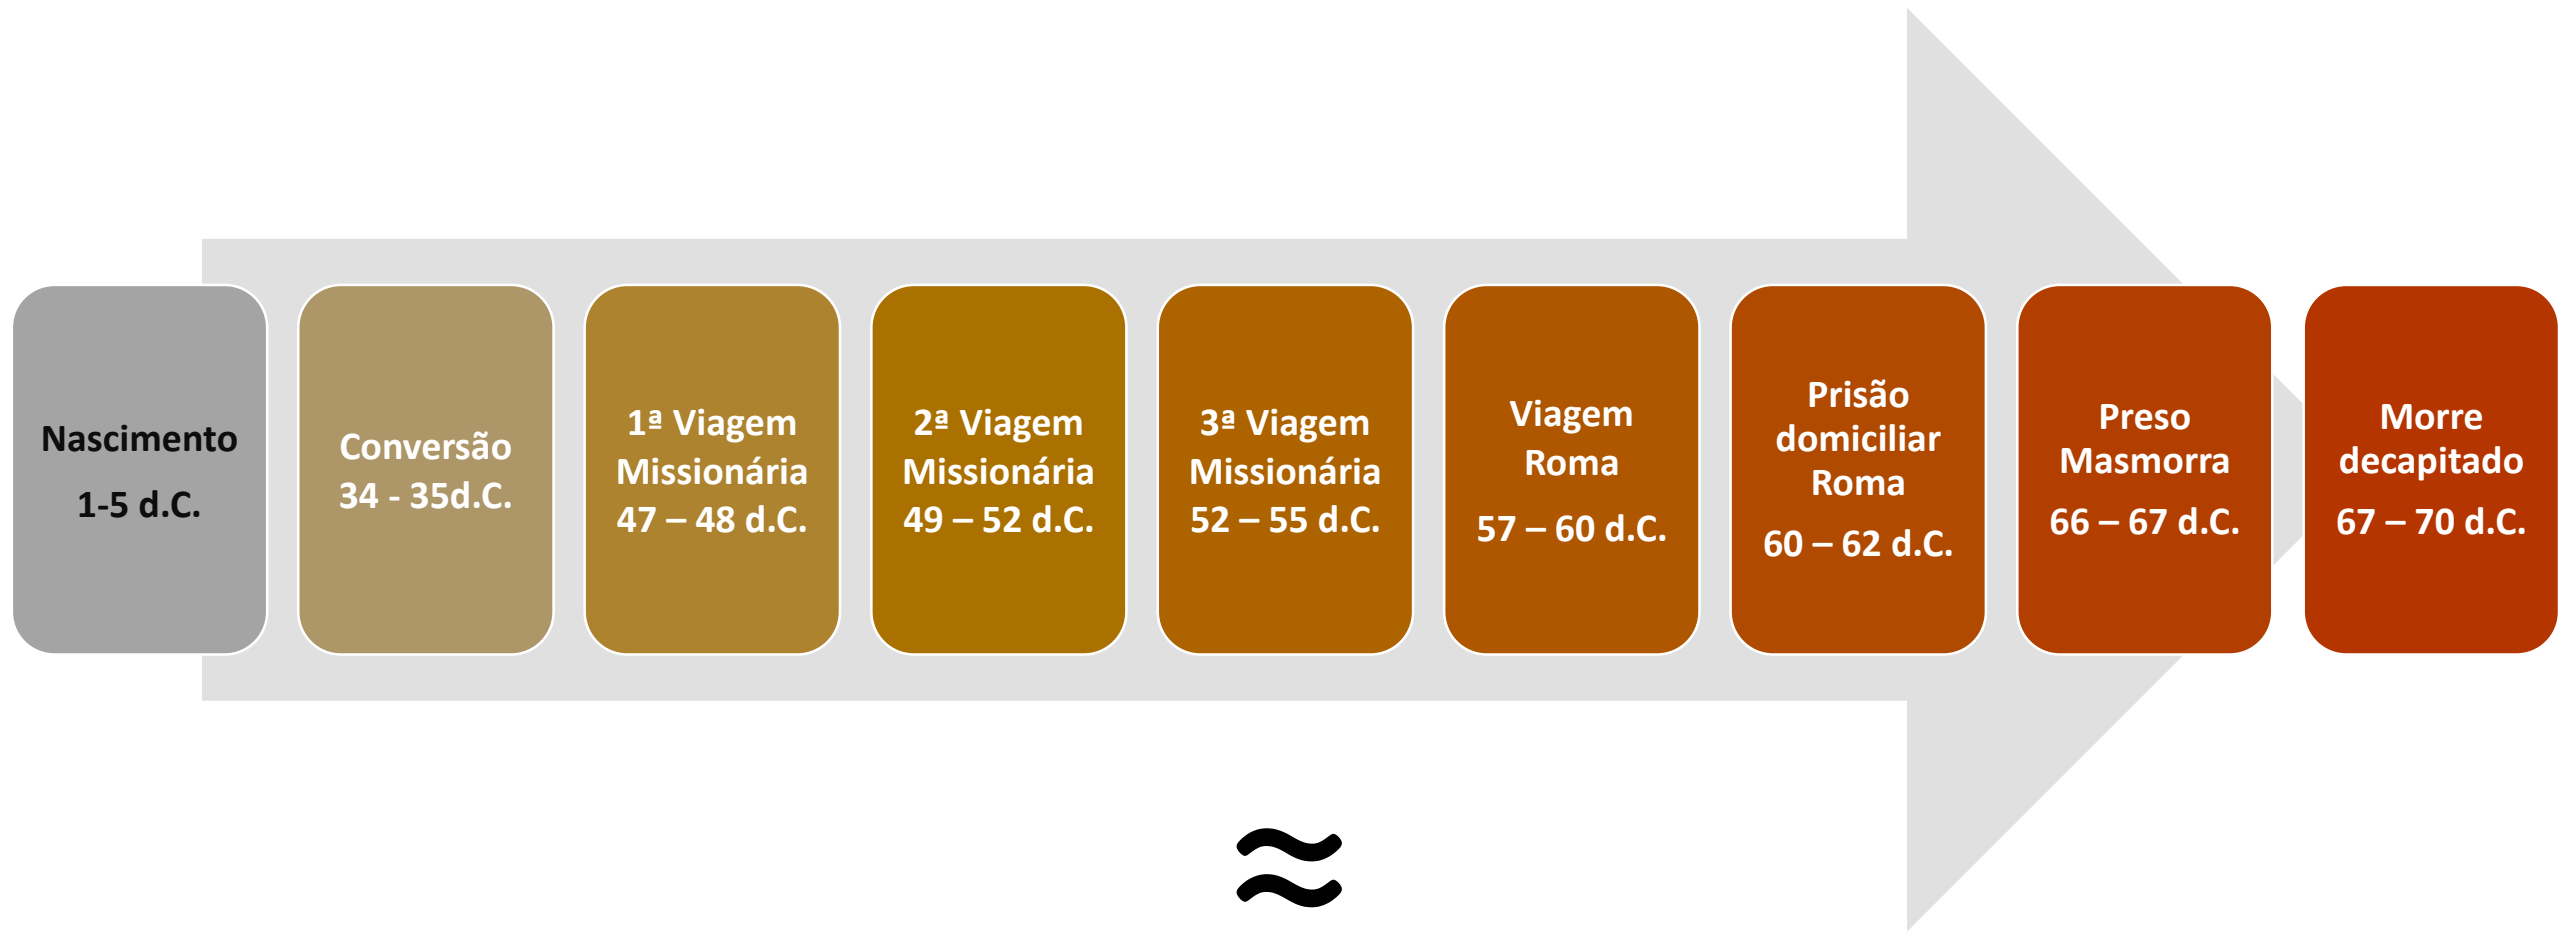 Nascimento
1-5 d.C.
Conversão
34 - 35d.C.
1ª Viagem
Missionária
47 – 48 d.C.
2ª Viagem
Missionária
49 – 52 d.C.
3ª Viagem
Missionária
52 – 55 d.C.
Viagem
Roma
57 – 60 d.C.
Prisão
domiciliar
Roma
60 – 62 d.C.
Preso
Masmorra
66 – 67 d.C.
Morre
decapitado
67 – 70 d.C.
≈